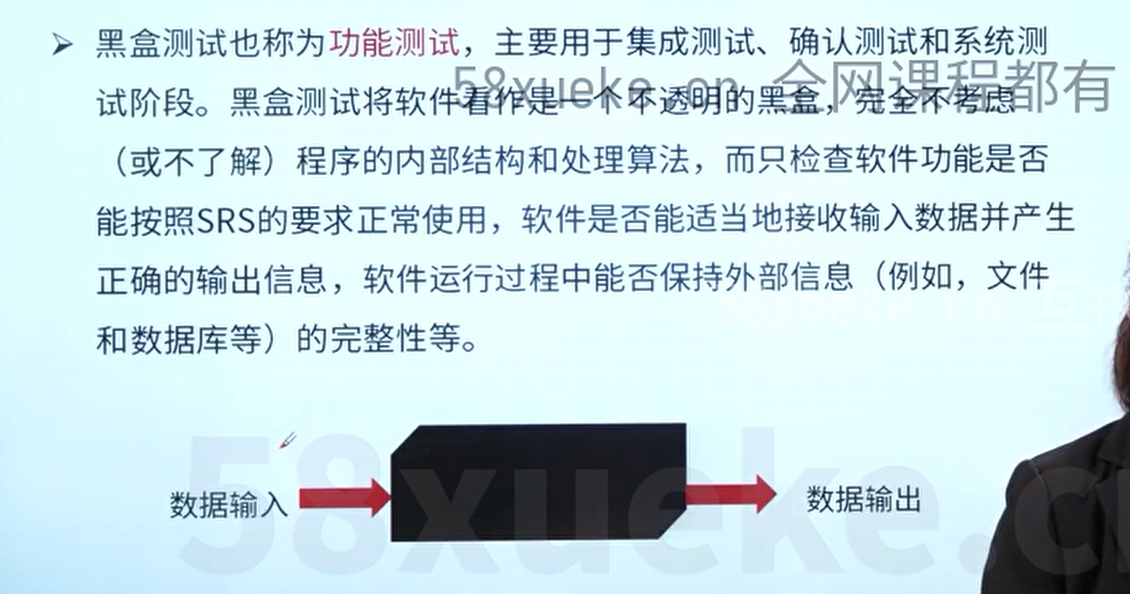 黑盒测试也称为功能测试，主要用于集成测试、确认测试和系统测
58xueke.cn 全网课程都有
试阶段。黑盒测试将软件看作是一个不透明的黑盒，完全不考虑
（或不了解）程序的内部结构和处理算法，而只检查软件功能是否
能按照SRS的要求正常使用，软件是否能适当地接收输入数据并产生
正确的输出信息，软件运行过程中能否保持外部信息（例如，文件
58xueke.cn 互
和数据库等）的完整性等。
数据输入
数据输出
58xueke.c